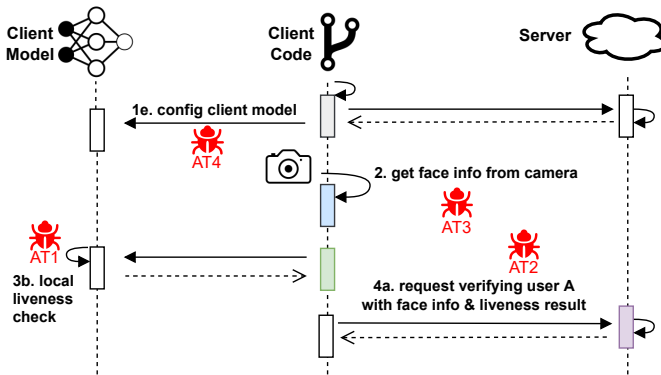 Client
Model
Client
Code
Server
1e. config client model
AT4
2. get face info from camera
AT3
AT1
AT2
3b. local
liveness
check
4a. request verifying user A
with face info & liveness result